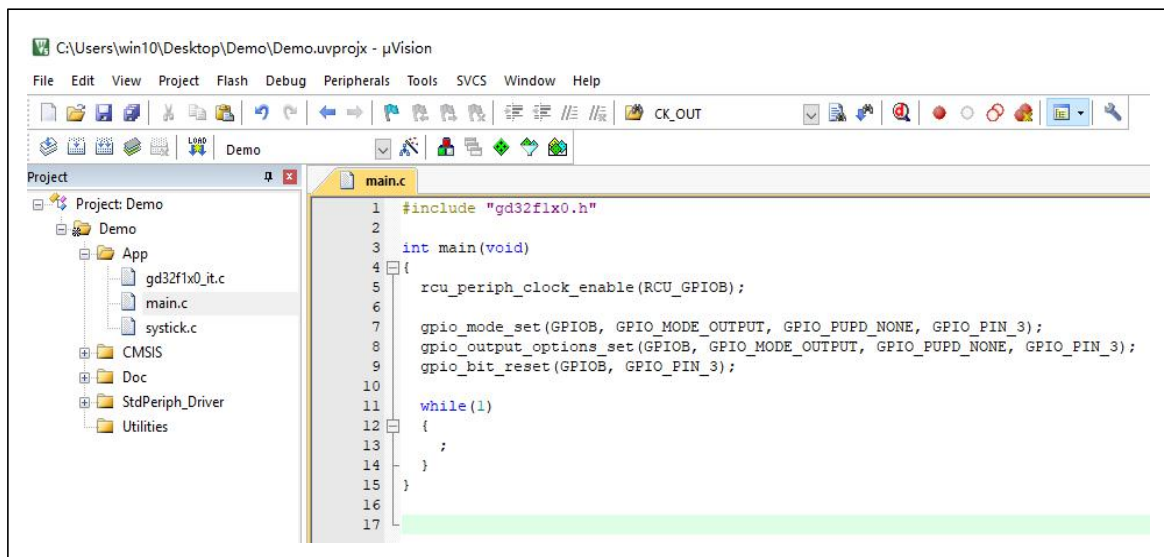 C:\Users\win10\Desktop\Demo\Demo.uvprojx - µVision
File Edit View Project Flash Debug Peripherals Tools SVCS Window Help
CK_OUT
LOAD Demo
Project
main.c
Project: Demo
Demo
App
gd32f1x0_it.c
main.c
systick.c
CMSIS
Doc
StdPeriph_Driver
Utilities
1 #include "gd32f1x0.h"
2
3 int main(void)
4 {
5 rcu_periph_clock_enable(RCU_GPIOB);
6
7 gpio_mode_set(GPIOB, GPIO_MODE_OUTPUT, GPIO_PUPD_NONE, GPIO_PIN_3);
8 gpio_output_options_set(GPIOB, GPIO_MODE_OUTPUT, GPIO_PUPD_NONE, GPIO_PIN_3);
9 gpio_bit_reset(GPIOB, GPIO_PIN_3);
10
11 while(1)
12 {
13 ;
14 }
15 }
16
17